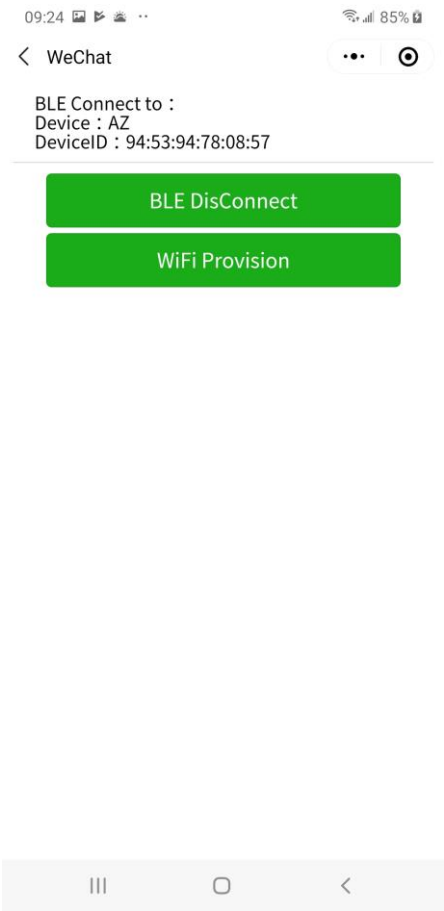 09:24
85%
WeChat
BLE Connect to：
Device：AZ
DeviceID：94:53:94:78:08:57
BLE DisConnect
WiFi Provision